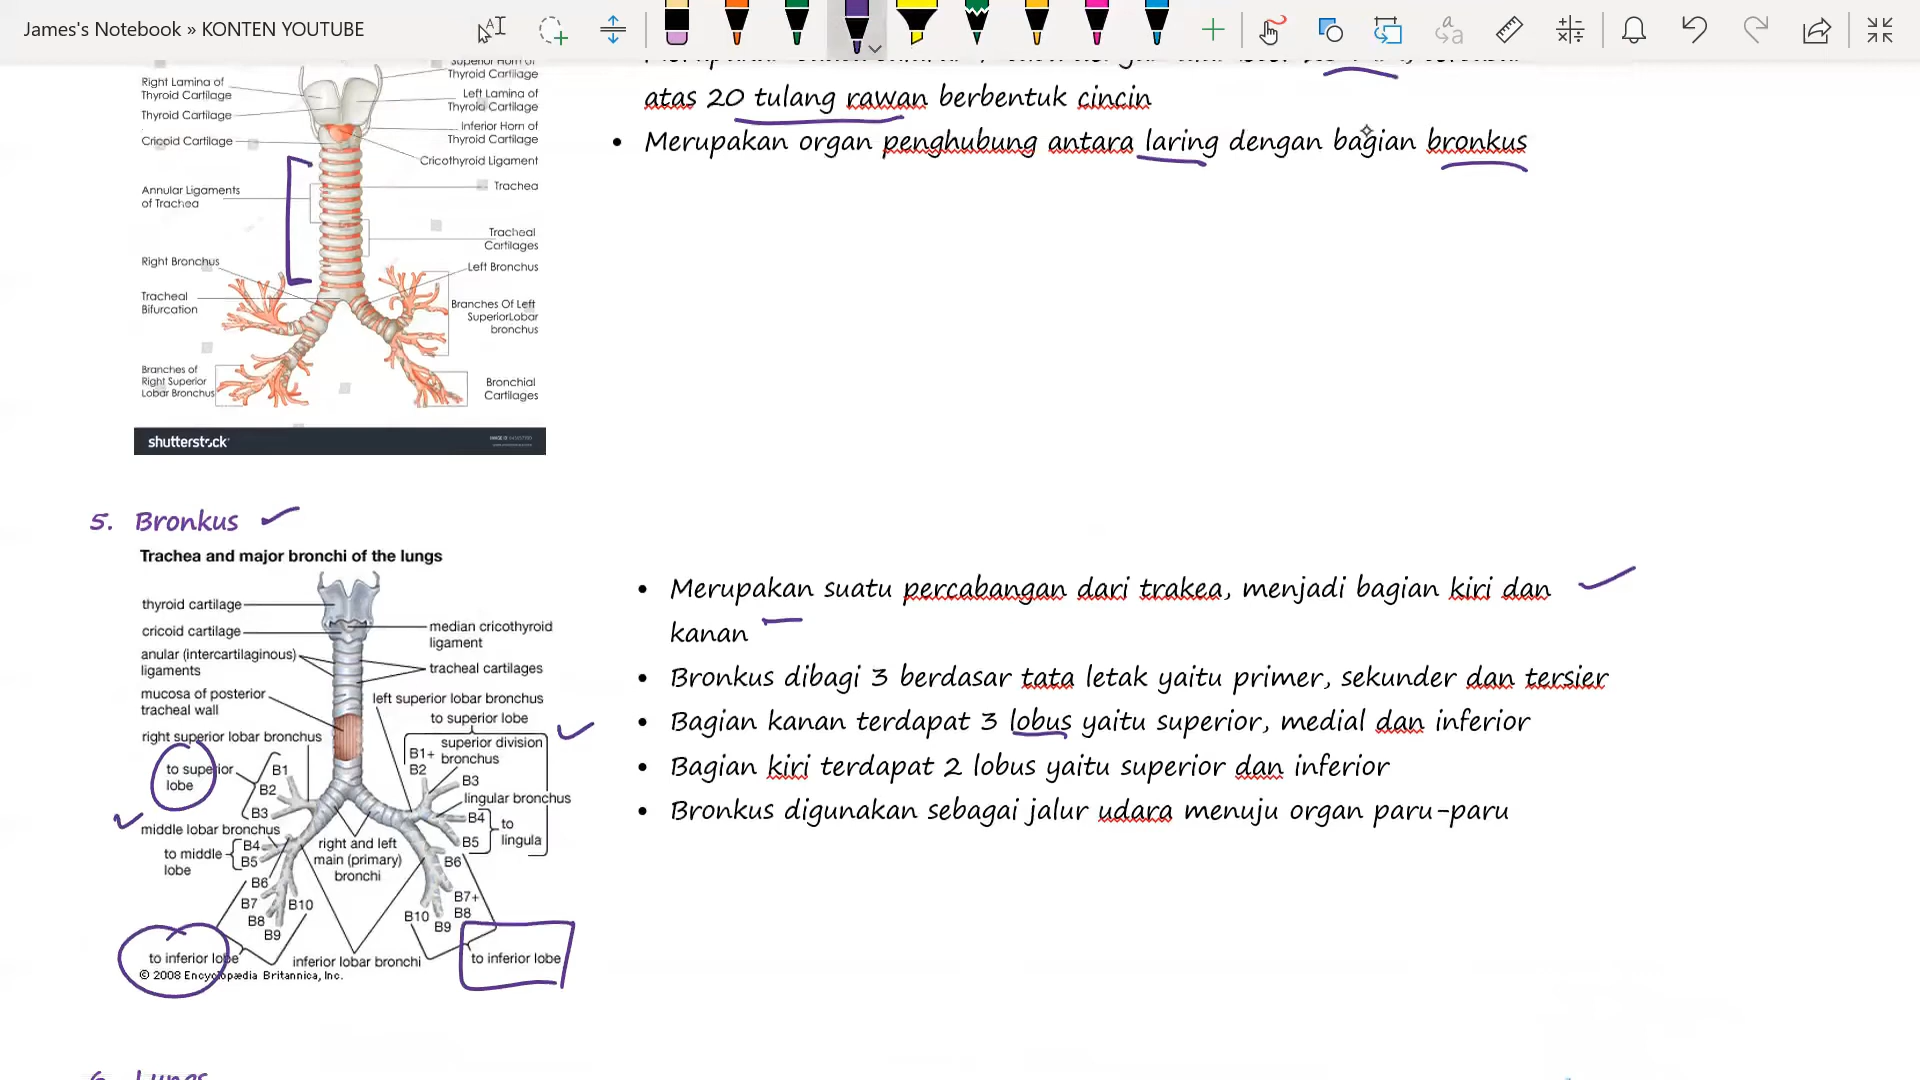 James's Notebook » KONTEN YOUTUBE
Superior Horn of
Thyroid Cartilage
Right Lamina of
Thyroid Cartilage
Left Lamina of
Thyroid Cartilage
Thyroid Cartilage
Inferior Horn of
Thyroid Cartilage
Cricoid Cartilage
Cricothyroid Ligament
Trachea
Annular Ligaments
of Trachea
Tracheal
Cartilages
Right Bronchus
Left Bronchus
Tracheal
Bifurcation
Branches Of Left
SuperiorLobar
bronchus
Branches of
Right Superior
Lobar Bronchus
Bronchial
Cartilages
shutterstock
atas 20 tulang rawan berbentuk cincin
• Merupakan organ penghubung antara laring dengan bagian bronkus
5. Bronkus
Trachea and major bronchi of the lungs
thyroid cartilage
cricoid cartilage
median cricothyroid
ligament
anular (intercartilaginous)
ligaments
tracheal cartilages
mucosa of posterior
tracheal wall
left superior lobar bronchus
to superior lobe
right superior lobar bronchus
superior division
bronchus
B1+
B2
to superior
lobe
B1
B2
B3
B3
lingular bronchus
B4
B5
to
lingula
middle lobar bronchus
B4
B5
to middle
lobe
right and left
main (primary)
bronchi
B6
B7
B8
B9
B10
B6
B7+
B8
B9
B10
to inferior lobe
inferior lobar bronchi
to inferior lobe
© 2008 Encyclopædia Britannica, Inc.
• Merupakan suatu percabangan dari trakea, menjadi bagian kiri dan
kanan
• Bronkus dibagi 3 berdasar tata letak yaitu primer, sekunder dan tersier
• Bagian kanan terdapat 3 lobus yaitu superior, medial dan inferior
• Bagian kiri terdapat 2 lobus yaitu superior dan inferior
• Bronkus digunakan sebagai jalur udara menuju organ paru-paru
6. Lungs